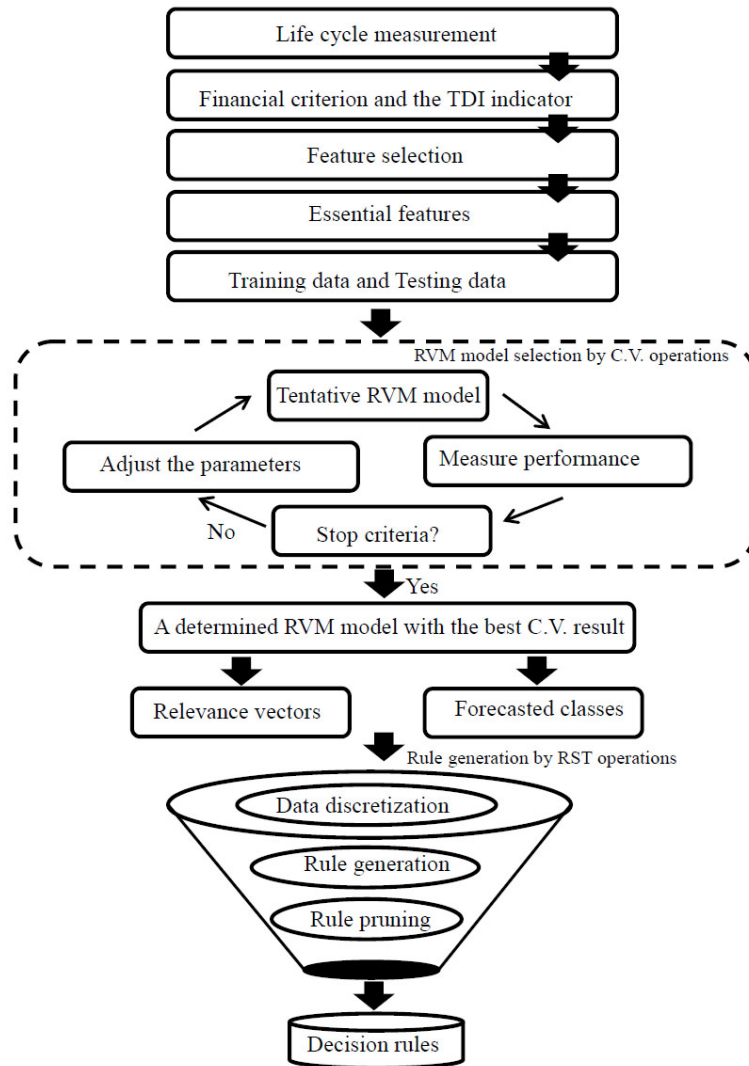 Life cycle measurement
Financial criterion and the TDI indicator
Feature selection
Essential features
Training data and Testing data
RVM model selection by C.V. operations
Tentative RVM model
Adjust the parameters
Measure performance
No
Stop criteria?
Yes
A determined RVM model with the best C.V. result
Relevance vectors
Forecasted classes
Rule generation by RST operations
Data discretization
Rule generation
Rule pruning
Decision rules